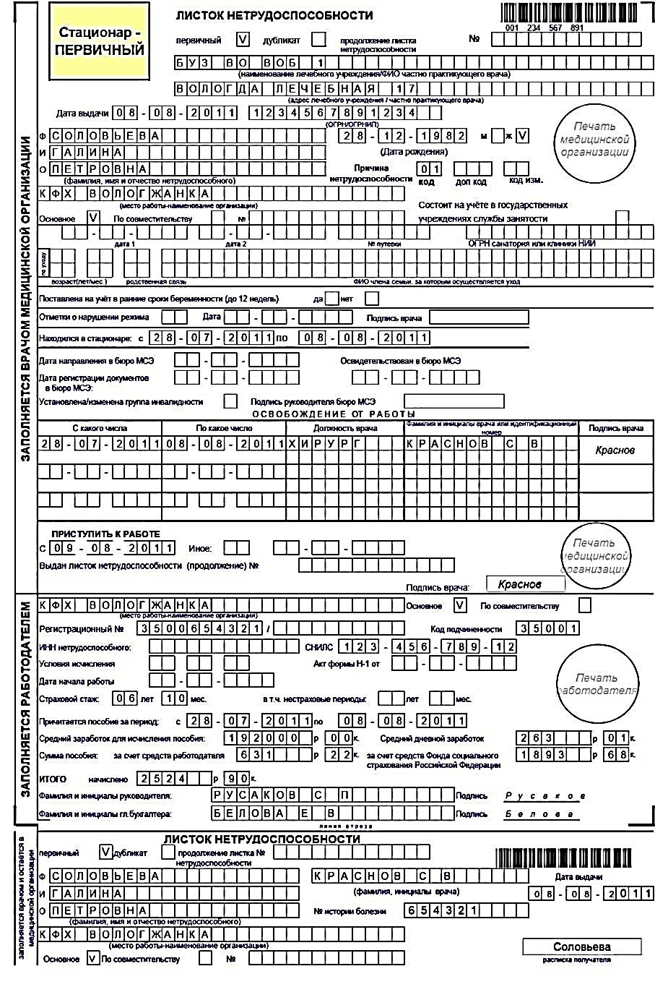 Стационар -
ПЕРВИЧНЫЙ
ЛИСТОК НЕТРУДОСПОСОБНОСТИ
001 234 567 891
первичный V дубликат продолжение листка нетрудоспособности №
БУЗ ВО ВОБ 1
(наименование лечебного учреждения/ФИО частно практикующего врача)
ВОЛОГДА ЛЕЧЕБНАЯ 17
(адрес лечебного учреждения / частно практикующего врача)
Дата выдачи 08-08-2011 1234567891234
(ОГРН/ОГРНИП)
Ф СОЛОВЬЕВА 28-12-1982 м ж V
И ГАЛИНА (Дата рождения)
О ПЕТРОВНА Причина нетрудоспособности 01
(фамилия, имя и отчество нетрудоспособного) код доп код код изм.
КФХ ВОЛОГЖАНКА
(место работы-наименование организации)
Состоит на учёте в государственных
Основное V По совместительству № учреждениях службы занятости
дата 1 дата 2 № путевки ОГРН санатория или клиники НИИ
по уходу
возраст(лет/мес.) родственная связь ФИО члена семьи, за которым осуществляется уход
Поставлена на учёт в ранние сроки беременности (до 12 недель) да нет
Отметки о нарушении режима Дата Подпись врача
Находился в стационаре: с 28-07-2011 по 08-08-2011
Дата направления в бюро МСЭ Освидетельствован в бюро МСЭ
Дата регистрации документов
в бюро МСЭ:
Установлена/изменена группа инвалидности Подпись руководителя бюро МСЭ
ОСВОБОЖДЕНИЕ ОТ РАБОТЫ
С какого числа По какое число Должность врача Фамилия и инициалы врача или идентификационный номер Подпись врача
28-07-2011 08-08-2011 ХИРУРГ КРАСНОВ С В Краснов
ПРИСТУПИТЬ К РАБОТЕ
С 09-08-2011 Иное:
Выдан листок нетрудоспособности (продолжение) №
Подпись врача: Краснов
Печать
медицинской
организации
Печать
едицинской
рганизации
ЗАПОЛНЯЕТСЯ ВРАЧОМ МЕДИЦИНСКОЙ ОРГАНИЗАЦИИ
КФХ ВОЛОГЖАНКА Основное V По совместительству
(место работы-наименование организации)
Регистрационный № 3500654321 / Код подчиненности 35001
ИНН нетрудоспособного: СНИЛС 123-456-789-12
Условия исчисления Акт формы Н-1 от
Дата начала работы
Страховой стаж: 06 лет 10 мес. в т.ч. нестраховые периоды: лет мес.
Причитается пособие за период: с 28-07-2011 по 08-08-2011
Средний заработок для исчисления пособия: 192000 р 00 к. Средний дневной заработок 263 р 01 к.
Сумма пособия: за счет средств работодателя 631 р 22 к. за счет средств Фонда социального страхования Российской Федерации 1893 р 68 к.
ИТОГО начислено 2524 р 90 к.
Фамилия и инициалы руководителя: РУСАКОВ С П Подпись Русаков
Фамилия и инициалы гл.бухгалтера: БЕЛОВА Е В Подпись Белова
Печать
работодателя
ЗАПОЛНЯЕТСЯ РАБОТОДАТЕЛЕМ
линия отреза
ЛИСТОК НЕТРУДОСПОСОБНОСТИ
первичный V дубликат продолжение листка № нетрудоспособности
Ф СОЛОВЬЕВА КРАСНОВ С В Дата выдачи
И ГАЛИНА (фамилия, инициалы врача) 08-08-2011
О ПЕТРОВНА № истории болезни 654321
(фамилия, имя и отчество нетрудоспособного)
КФХ ВОЛОГЖАНКА
(место работы-наименование организации)
Соловьева
Основное V По совместительству № расписка получателя
заполняется врачом и остается в
медицинской организации